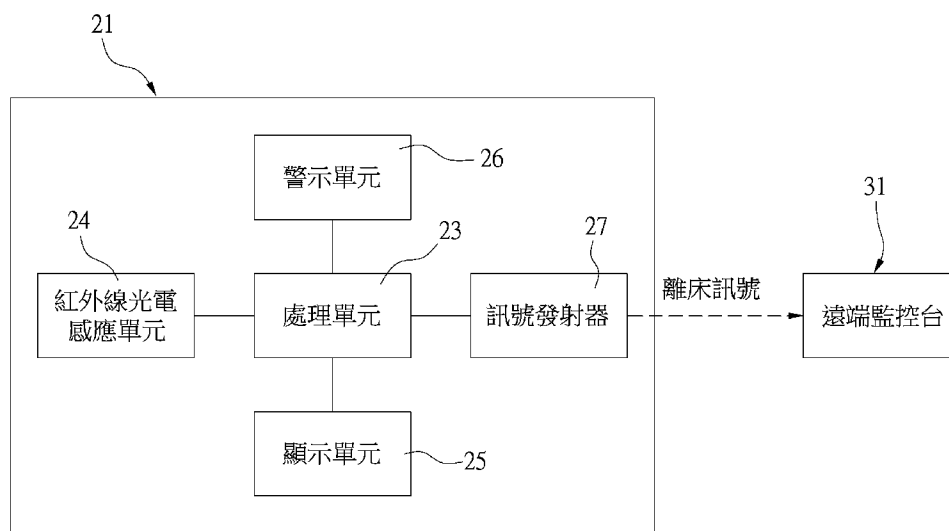 21
警示單元
26
24
23
27
31
紅外線光電
感應單元
處理單元
訊號發射器
離床訊號
遠端監控台
顯示單元
25